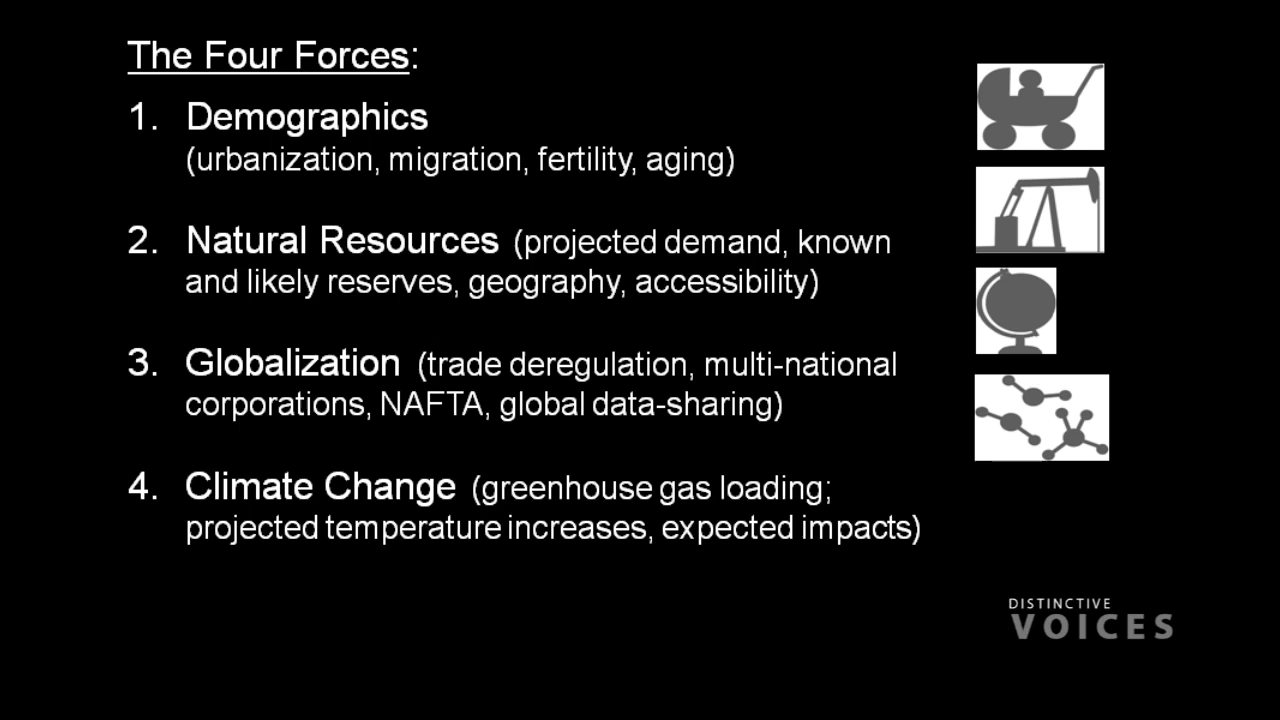 The Four Forces:
1. Demographics
(urbanization, migration, fertility, aging)
2. Natural Resources (projected demand, known
and likely reserves, geography, accessibility)
3. Globalization (trade deregulation, multi-national
corporations, NAFTA, global data-sharing)
4. Climate Change (greenhouse gas loading;
projected temperature increases, expected impacts)
DISTINCTIVE
VOICES